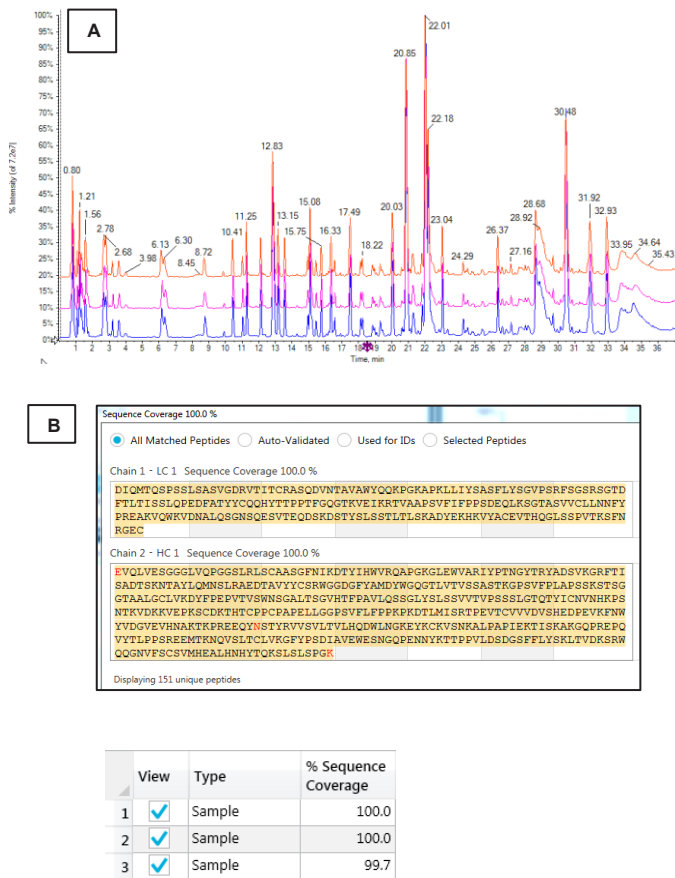 A
100%
95%
90%
85%
80%
75%
70%
65%
60%
55%
50%
45%
40%
35%
30%
25%
20%
15%
10%
5%
0%
% Intensity (of 7.2e7)
0.80
1.21
1.56
2.78
2.68
3.98
6.13
6.30
8.45
8.72
10.41
11.25
12.83
13.15
15.08
15.75
16.33
17.49
18.22
20.03
20.85
22.01
22.18
23.04
24.29
26.37
27.16
28.68
28.92
30.48
31.92
32.93
33.95
34.64
35.43
1 2 3 4 5 6 7 8 9 10 11 12 13 14 15 16 17 18 19 20 21 22 23 24 25 26 27 28 29 30 31 32 33 34 35 36
Time, min
B
Sequence Coverage 100.0 %
All Matched Peptides Auto-Validated Used for IDs Selected Peptides
Chain 1 - LC 1 Sequence Coverage 100.0 %
DIQMTQSPSSLSASVGDRVTITCRASQDVNTAVAWYQQKPGKAPKLLIYSASFLYSGVPSRFSGSRSGTD
FTLTISSLQPEDFATYYCQQHYTTPPTFGQGTKVEIKRTVAAPSVFIFPPSDEQLKSGTASVVCLLNNFY
PREAKVQWKVDNALQSGNSQESVTEQDSKDSTYSLSSTLTLSKADYEKHKVYACEVTHQGLSSPVTKSFN
RGEC
Chain 2 - HC 1 Sequence Coverage 100.0 %
EVQLVESGGGLVQPGGSLRLSCAASGFNIKDTYIHWVRQAPGKGLEWVARIYPTNGYTRYADSVKGRFTI
SADTSKNTAYLQMNSLRAEDTAVYYCSRWGGDGFYAMDYWGQGTLVTVSSASTKGPSVFPLAPSSKSTSG
GTAALGCLVKDYFPEPVTVSWNSGALTSGVHTFPAVLQSSGLYSLSSVVTVPSSSLGTQTYICNVNHKPS
NTKVDKKVEPKSCDKTHTCPPCPAPELLGGPSVFLFPPKPKDTLMISRTPEVTCVVVDVSHEDPEVKFNW
YVDGVEVHNAKTKPREEQYNSTYRVVSVLTVLHQDWLNGKEYKCKVSNKALPAPIEKTISKAKGQPREPQ
VYTLPPSREEMTKNQVSLTCLVKGFYPSDIAVEWESNGQPENNYKTTPPVLDSDGSFFLYSKLTVDKSRW
QQGNVFSCSVMHEALHNHYTQKSLSLSPGK
Displaying 151 unique peptides
View Type % Sequence
Coverage
1 Sample 100.0
2 Sample 100.0
3 Sample 99.7